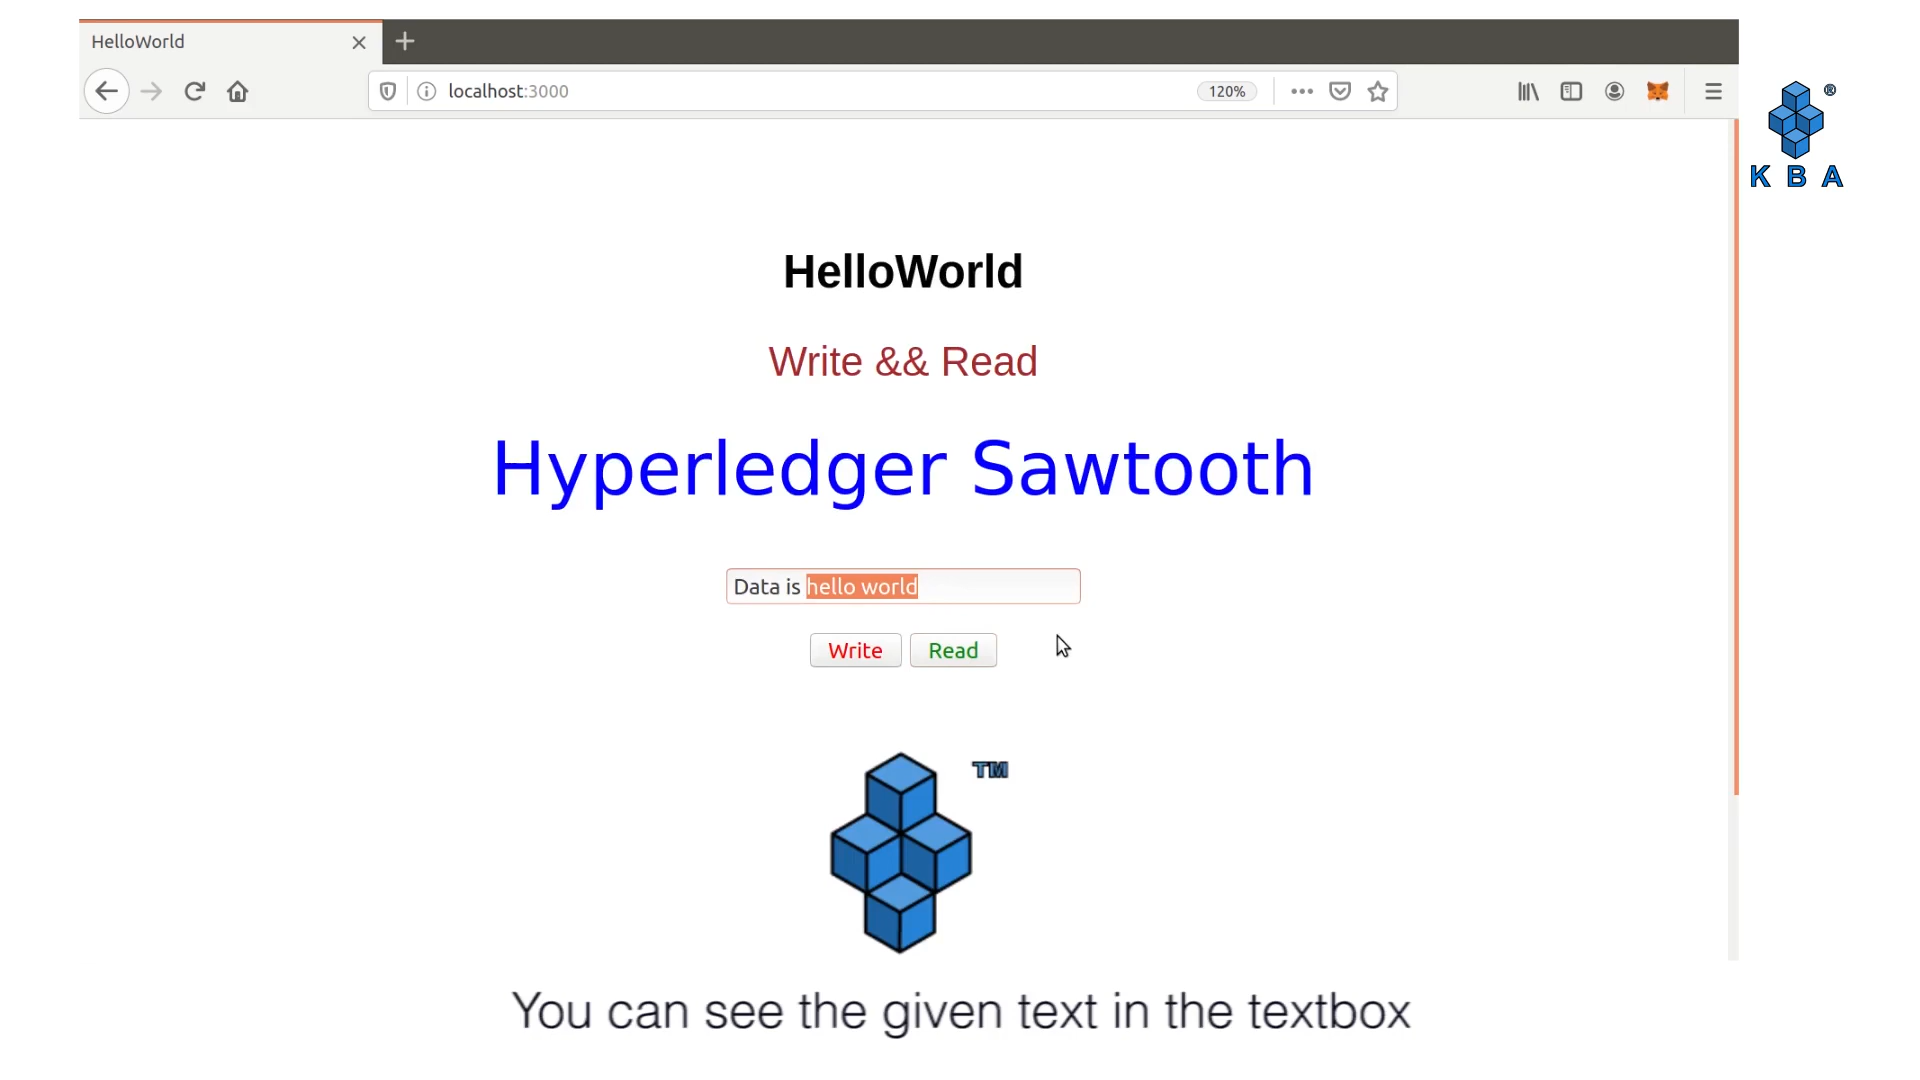 HelloWorld
localhost:3000
120%
®
K B A
HelloWorld
Write && Read
Hyperledger Sawtooth
Data is hello world
Write Read
TM
You can see the given text in the textbox